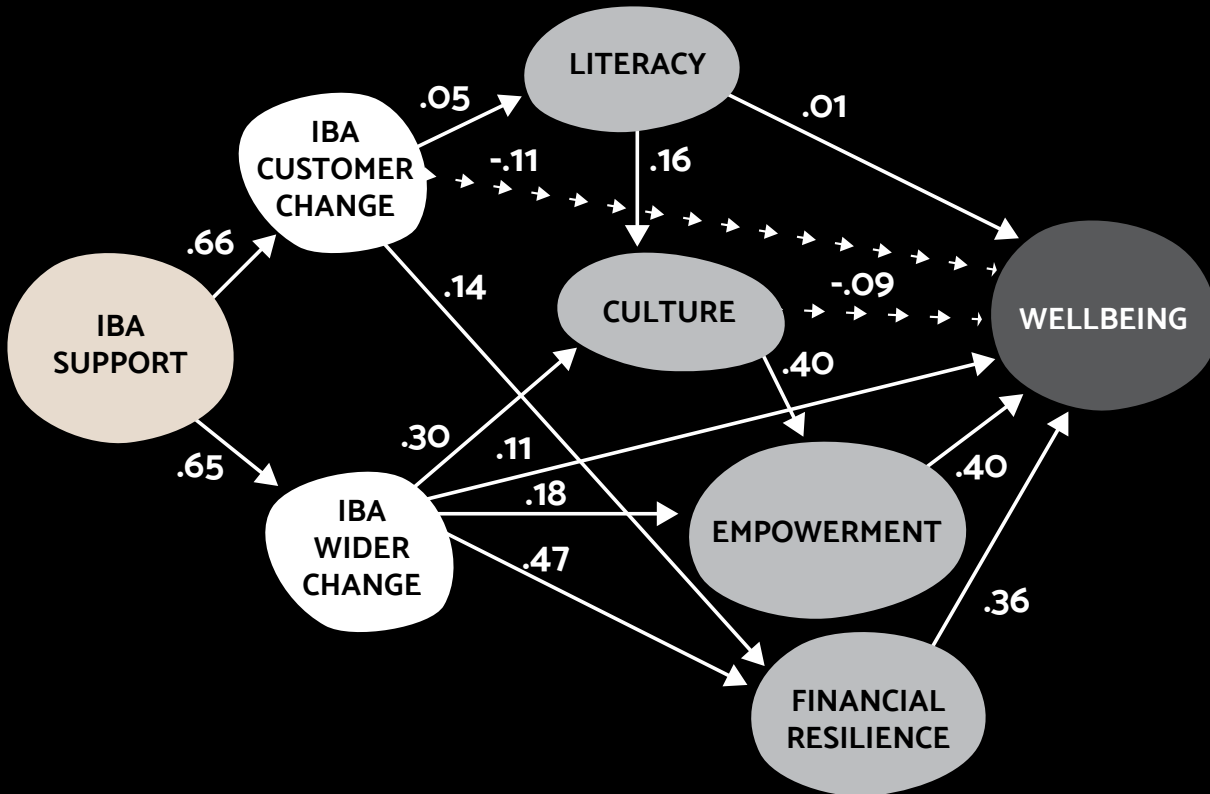 LITERACY
.05
.01
IBA
CUSTOMER
CHANGE
-.11
.16
.66
.14
CULTURE
-.09
WELLBEING
IBA
SUPPORT
.40
.30
.11
.65
.18
.40
IBA
WIDER
CHANGE
EMPOWERMENT
.47
.36
FINANCIAL
RESILIENCE